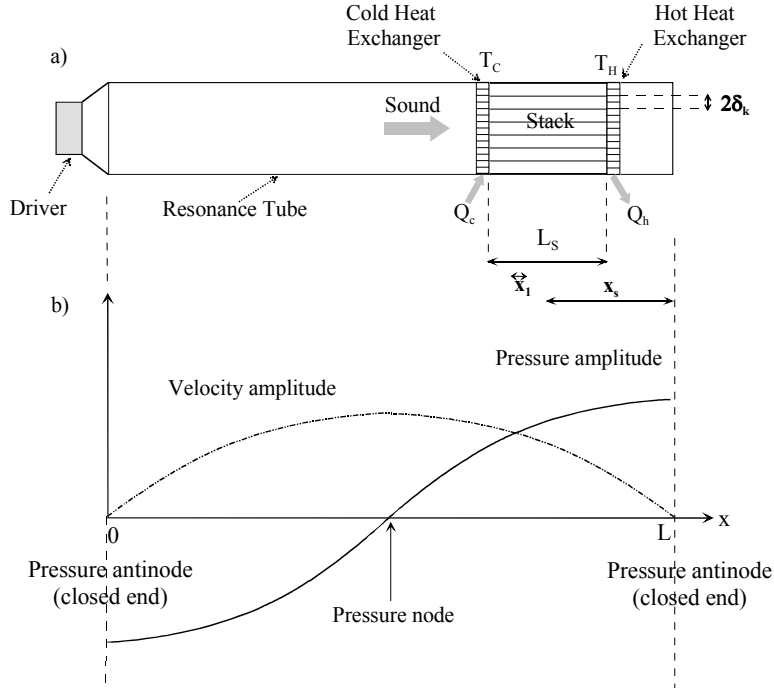 Cold Heat
Exchanger
Hot Heat
Exchanger
a)
T_C
T_H
Sound
Stack
2δ_k
Driver
Resonance Tube
Q_c
Q_h
L_S
x_1
x_s
b)
Pressure amplitude
Velocity amplitude
0
L
x
Pressure antinode
(closed end)
Pressure node
Pressure antinode
(closed end)